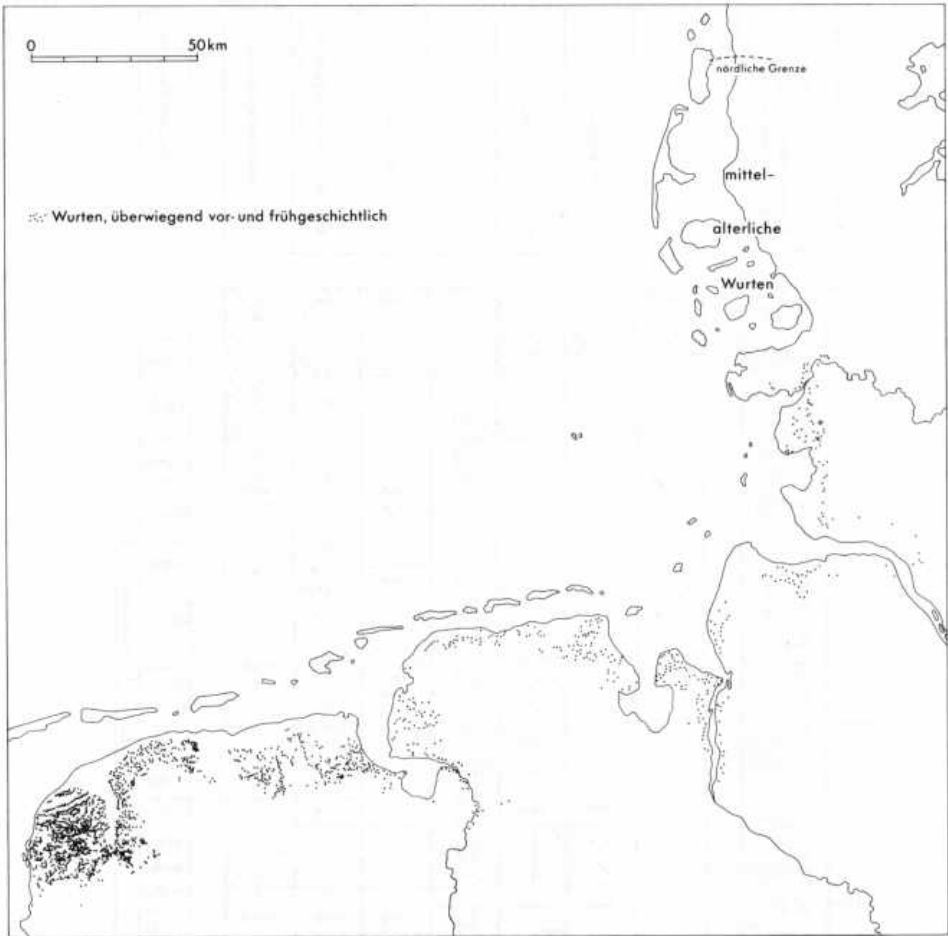 0 50km
nördliche Grenze
mittel-
Wurten, überwiegend vor- und frühgeschichtlich
alterliche
Wurten